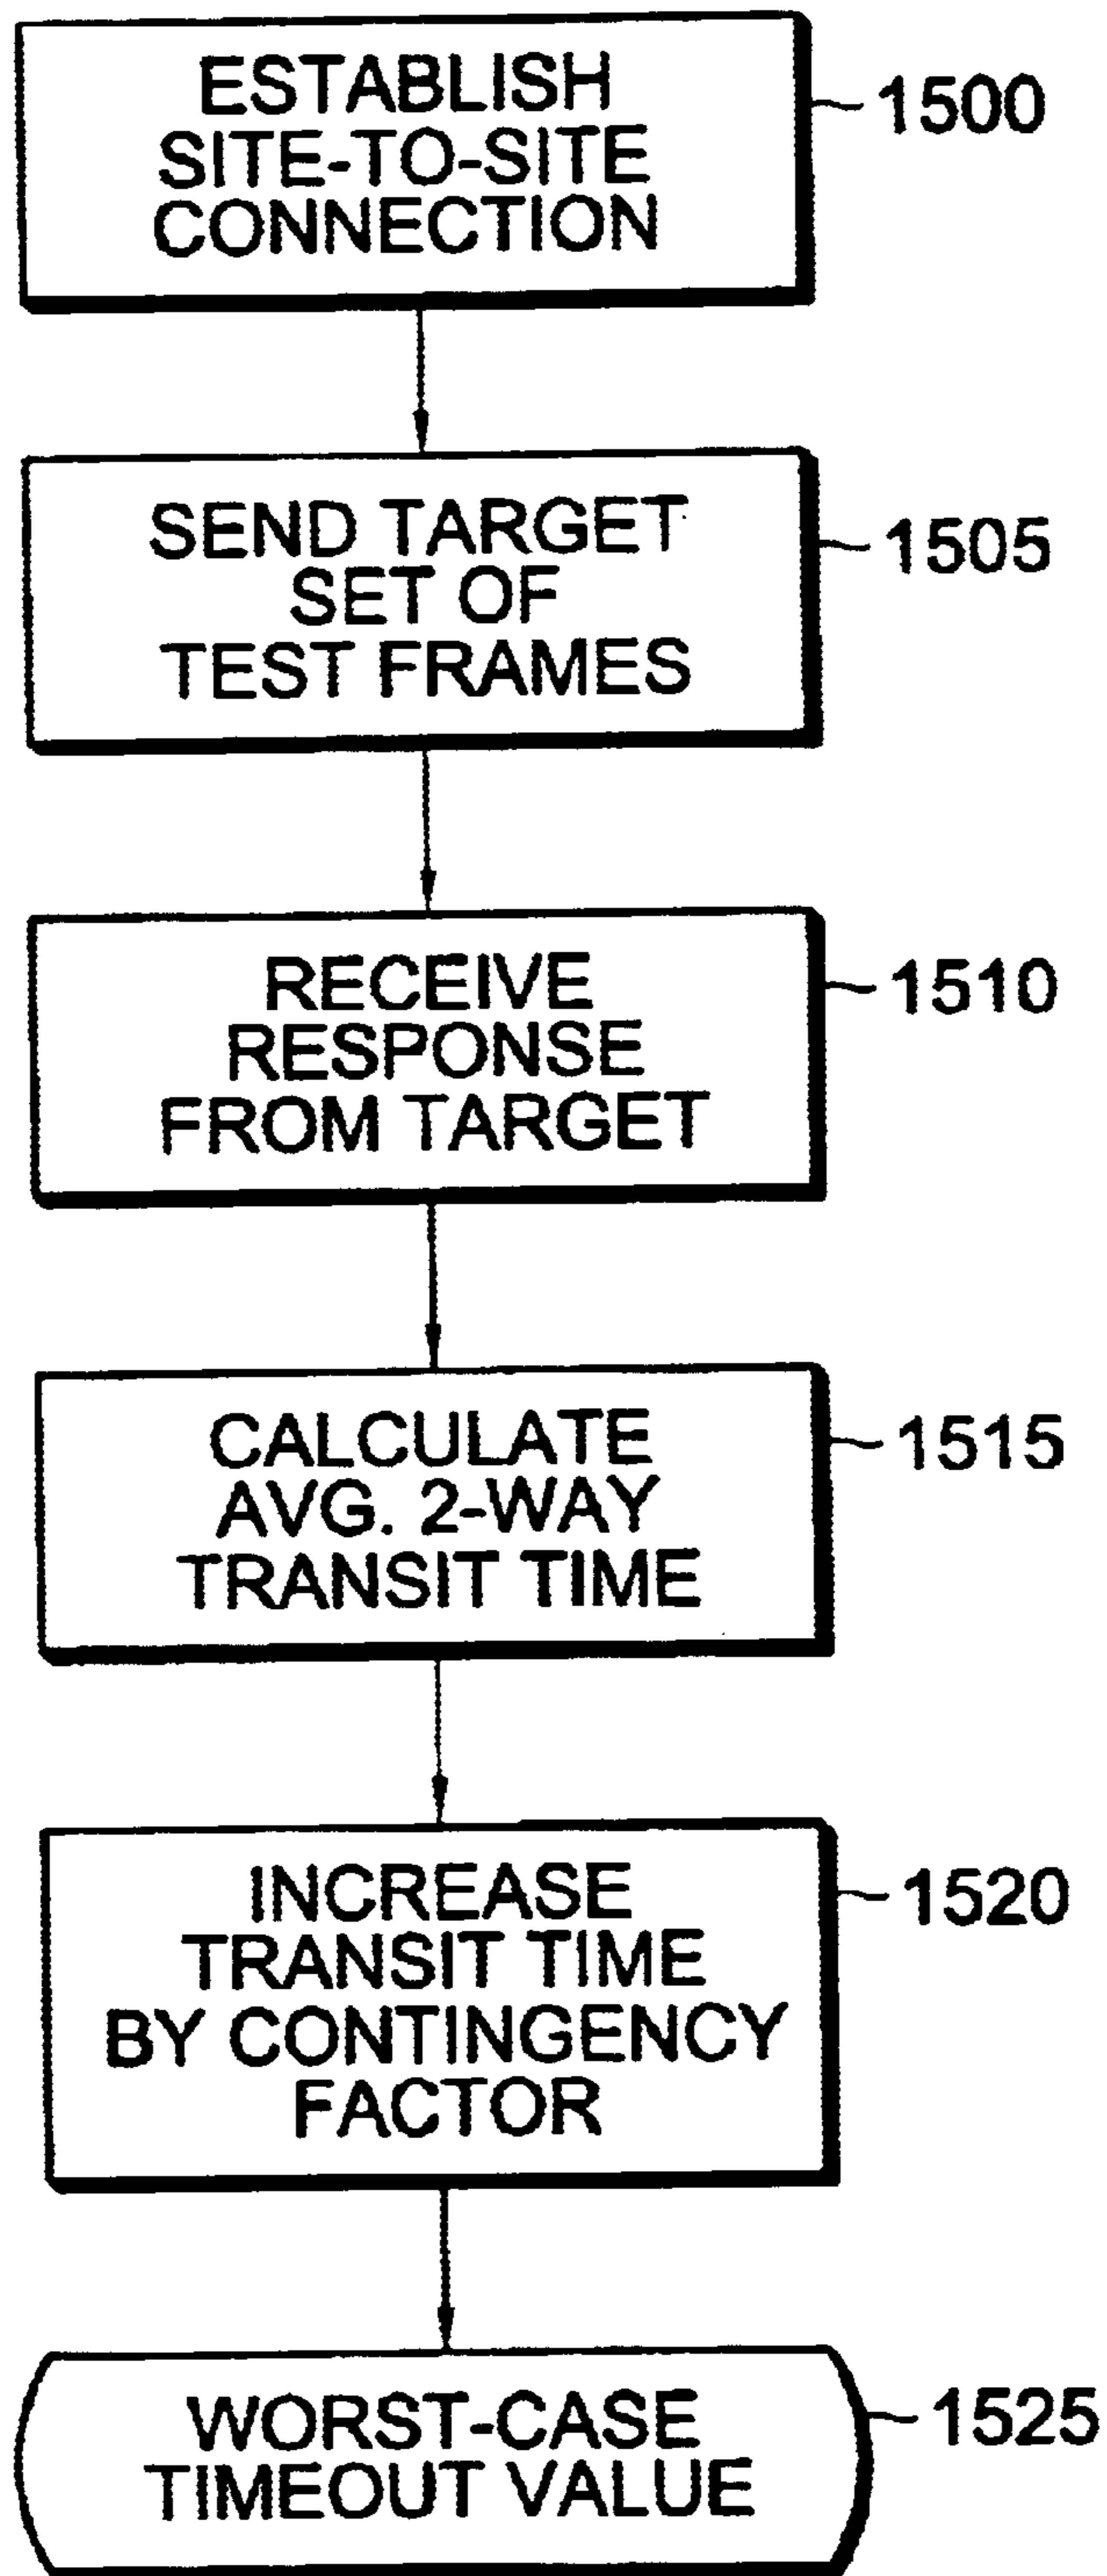 ESTABLISH
SITE-TO-SITE
CONNECTION
1500
SEND TARGET
SET OF
TEST FRAMES
1505
RECEIVE
RESPONSE
FROM TARGET
1510
CALCULATE
AVG. 2-WAY
TRANSIT TIME
1515
INCREASE
TRANSIT TIME
BY CONTINGENCY
FACTOR
1520
WORST-CASE
TIMEOUT VALUE
1525